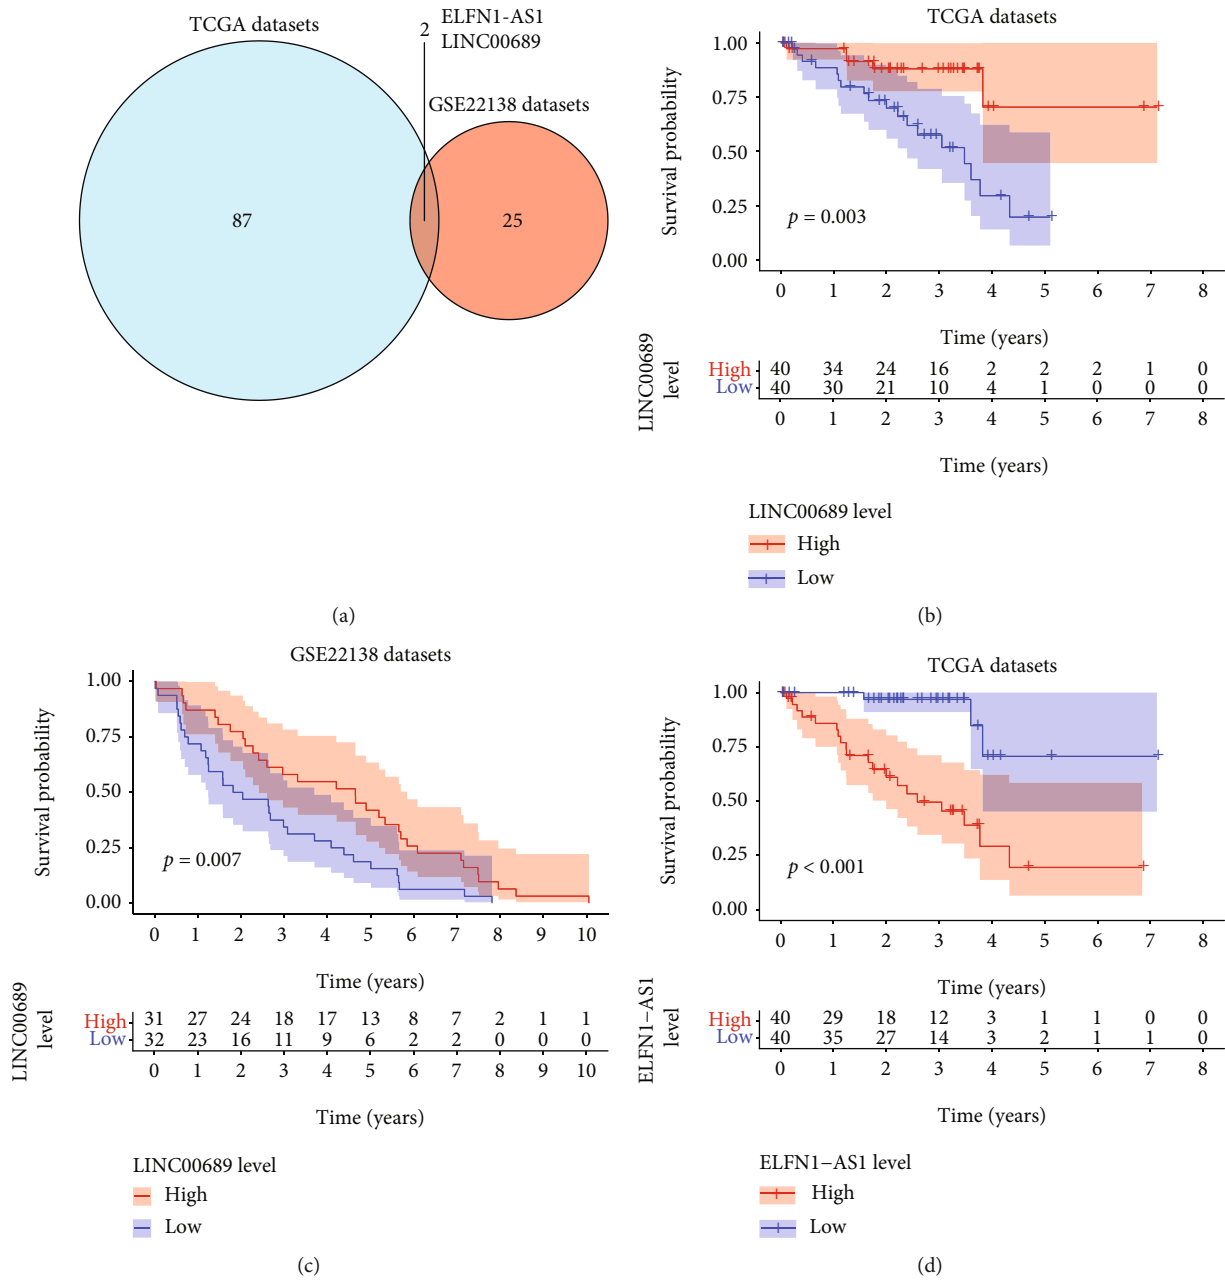 TCGA datasets
2
ELFN1-AS1
LINC00689
GSE22138 datasets
87
25
(a)
TCGA datasets
Survival probability
1.00
0.75
0.50
0.25
0.00
p = 0.003
0 1 2 3 4 5 6 7 8
Time (years)
LINC00689
level
High 40 34 24 16 2 2 2 1 0
Low 40 30 21 10 4 1 0 0 0
0 1 2 3 4 5 6 7 8
Time (years)
LINC00689 level
High
Low
(b)
GSE22138 datasets
Survival probability
1.00
0.75
0.50
0.25
0.00
p = 0.007
0 1 2 3 4 5 6 7 8 9 10
Time (years)
LINC00689
level
High 31 27 24 18 17 13 8 7 2 1 1
Low 32 23 16 11 9 6 2 2 0 0 0
0 1 2 3 4 5 6 7 8 9 10
Time (years)
LINC00689 level
High
Low
(c)
TCGA datasets
Survival probability
1.00
0.75
0.50
0.25
0.00
p < 0.001
0 1 2 3 4 5 6 7 8
Time (years)
ELFN1−AS1
level
High 40 29 18 12 3 1 1 0 0
Low 40 35 27 14 3 2 1 1 0
0 1 2 3 4 5 6 7 8
Time (years)
ELFN1−AS1 level
High
Low
(d)